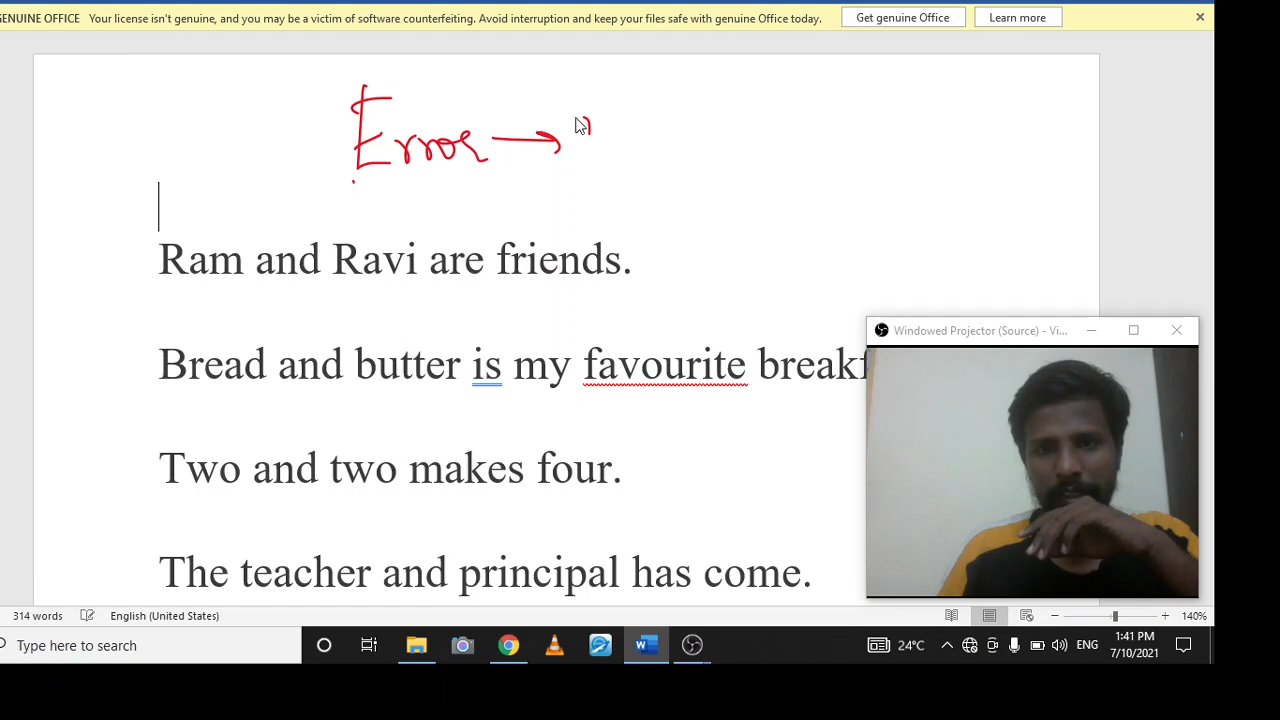 GENUINE OFFICE Your license isn't genuine, and you may be a victim of software counterfeiting. Avoid interruption and keep your files safe with genuine Office today. Get genuine Office Learn more
Error →
Ram and Ravi are friends.
Windowed Projector (Source) - Vi...
Bread and butter is my favourite breakf
Two and two makes four.
The teacher and principal has come.
314 words English (United States) 140%
Type here to search 24°C ENG 1:41 PM
7/10/2021